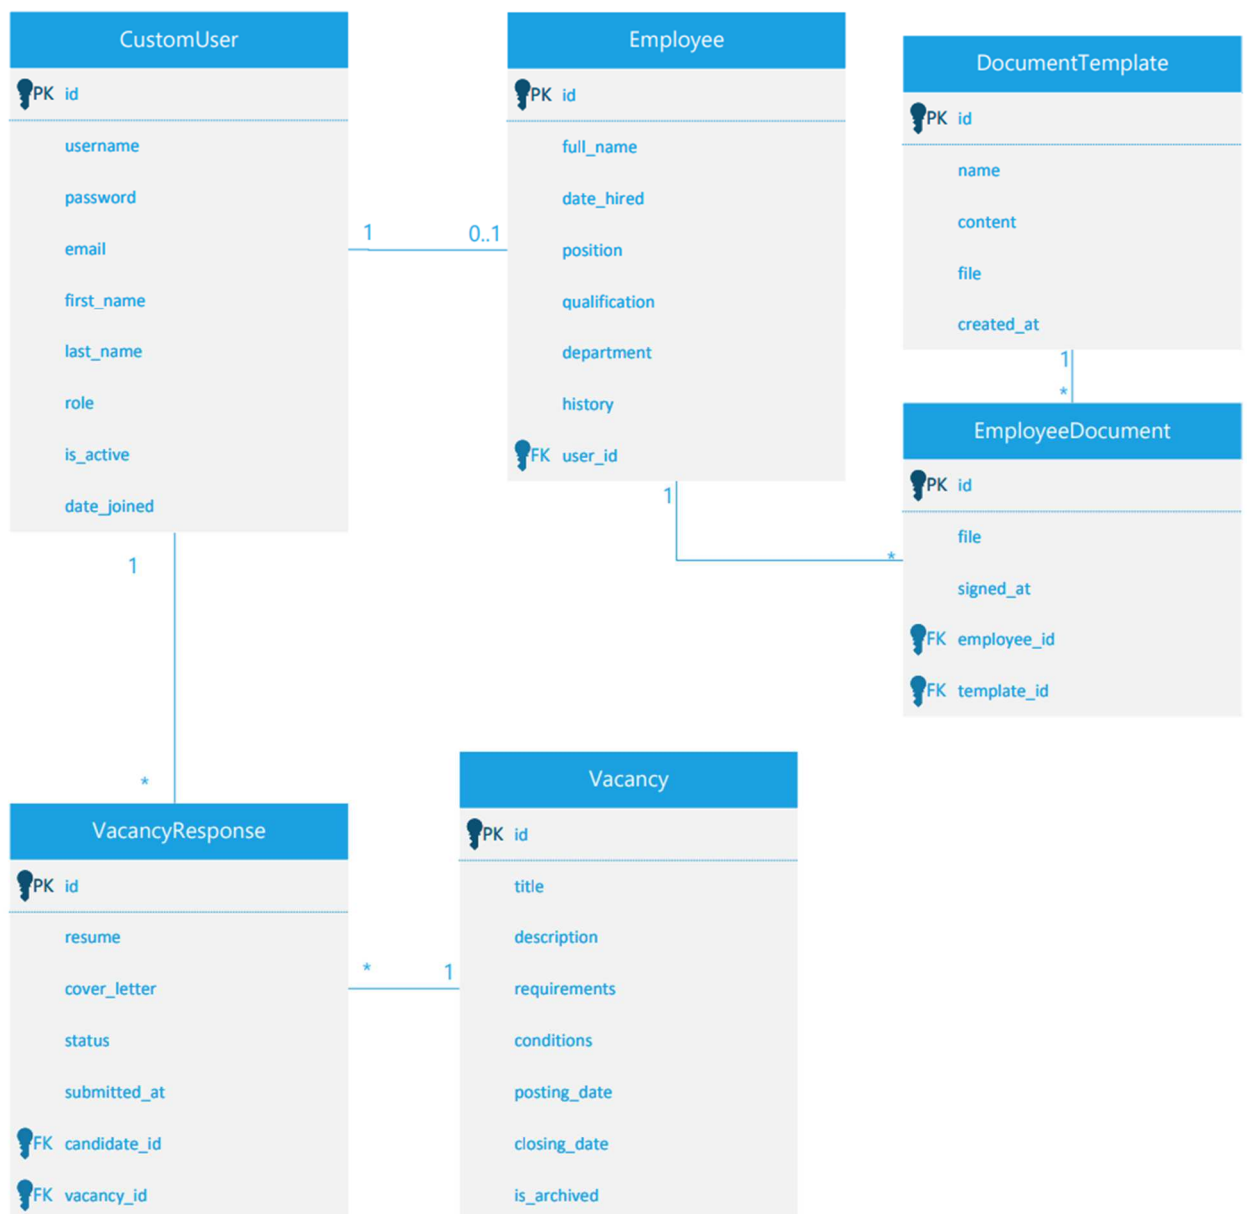 CustomUser
PK id
username
password
email
first_name
last_name
role
is_active
date_joined
1
0..1
Employee
PK id
full_name
date_hired
position
qualification
department
history
FK user_id
1
*
DocumentTemplate
PK id
name
content
file
created_at
1
*
EmployeeDocument
PK id
file
signed_at
FK employee_id
FK template_id
1
*
VacancyResponse
PK id
resume
cover_letter
status
submitted_at
FK candidate_id
FK vacancy_id
*
1
Vacancy
PK id
title
description
requirements
conditions
posting_date
closing_date
is_archived